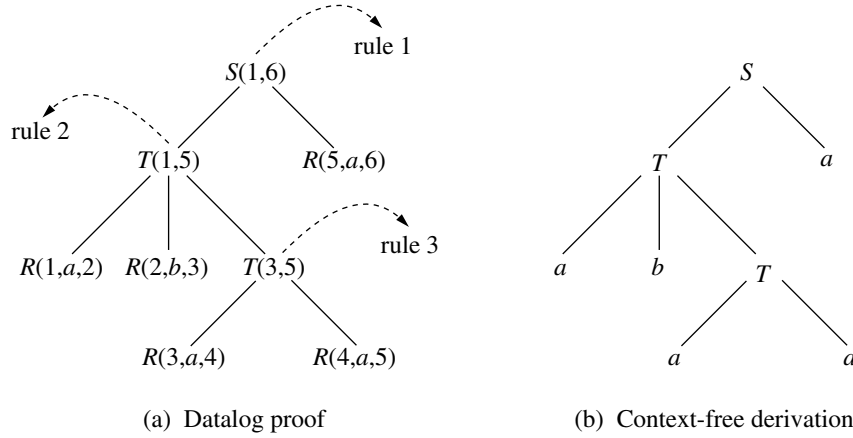 rule 1
S(1,6)
S
rule 2
T(1,5)
R(5,a,6)
T
a
rule 3
R(1,a,2)
R(2,b,3)
T(3,5)
a
b
T
R(3,a,4)
R(4,a,5)
a
a
(a) Datalog proof
(b) Context-free derivation